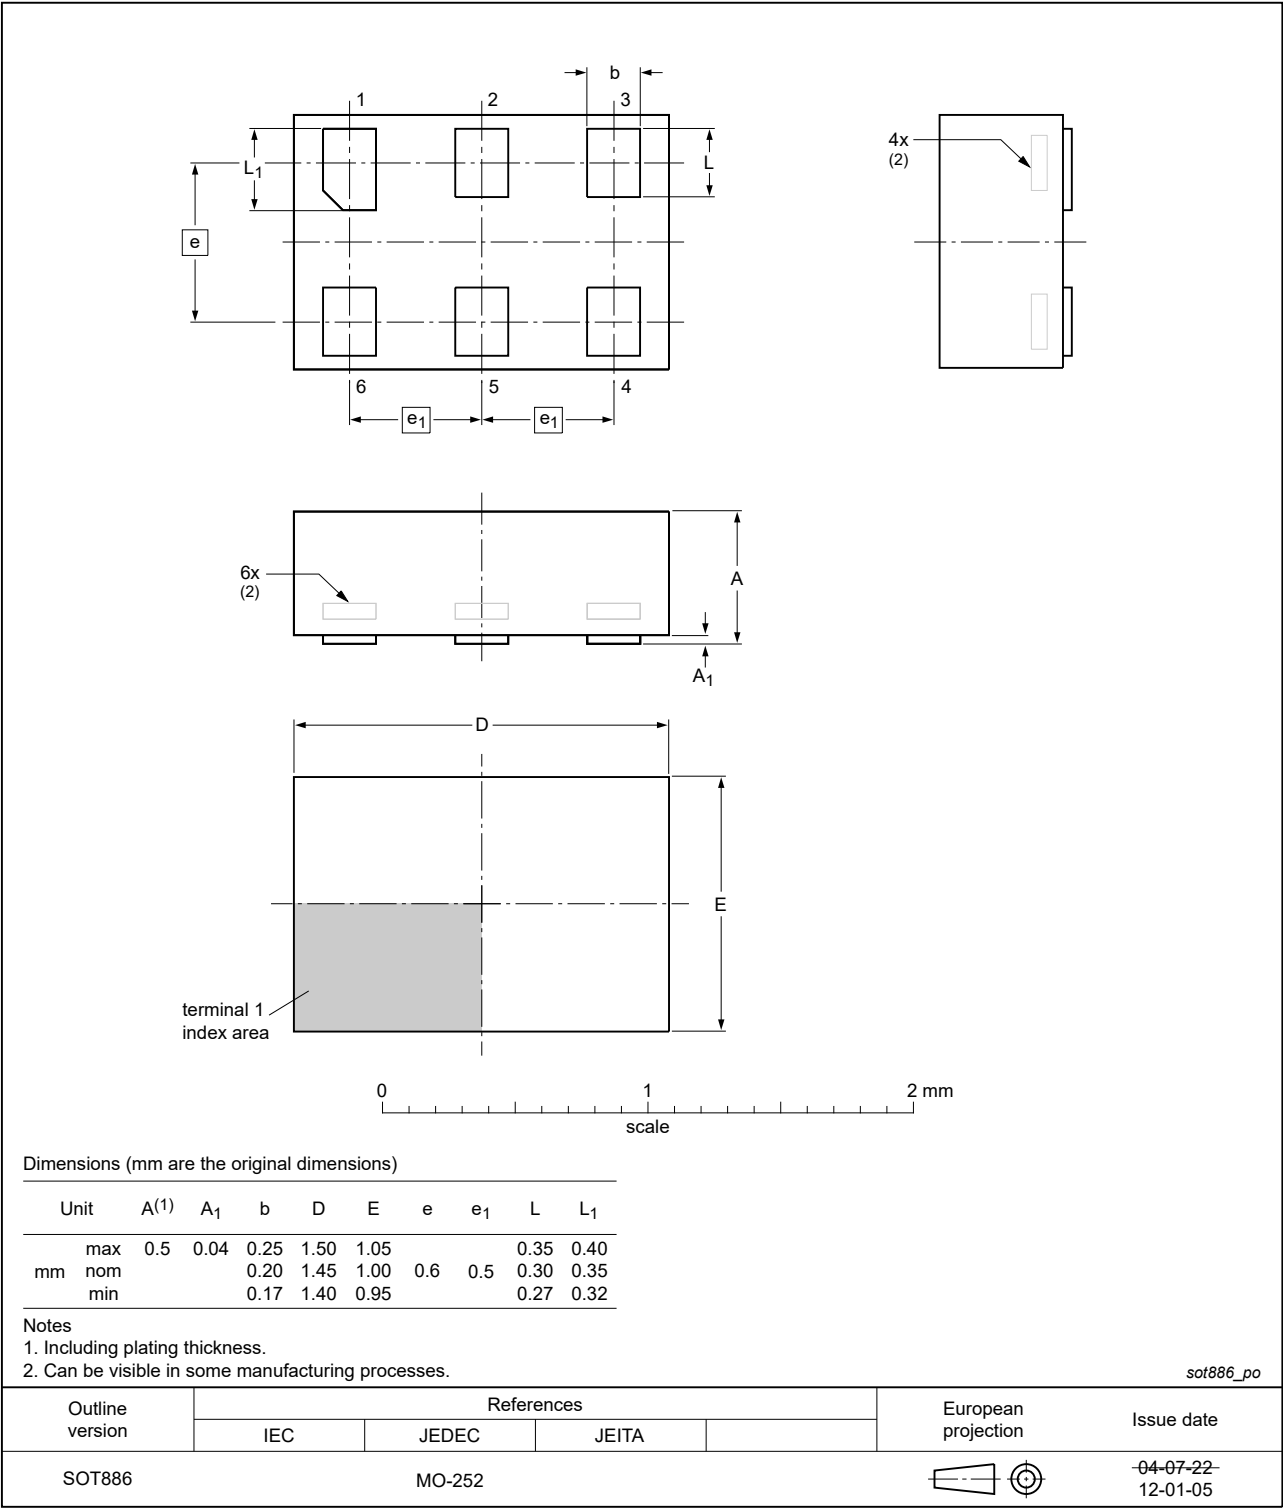 b
1 2 3
L1
L
4x
(2)
e
6 5 4
e1 e1
6x
(2)
A
A1
D
E
terminal 1
index area
0 1 2 mm
scale
Dimensions (mm are the original dimensions)
Unit A(1) A1 b D E e e1 L L1
max 0.5 0.04 0.25 1.50 1.05 0.35 0.40
mm nom 0.20 1.45 1.00 0.6 0.5 0.30 0.35
min 0.17 1.40 0.95 0.27 0.32
Notes
1. Including plating thickness.
2. Can be visible in some manufacturing processes.
sot886_po
Outline version
References
European projection
Issue date
IEC JEDEC JEITA
SOT886 MO-252
04-07-22
12-01-05